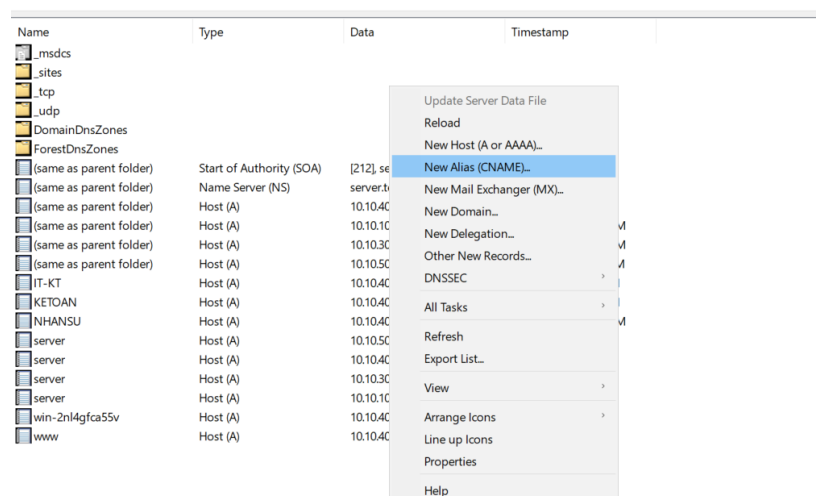 Name Type Data Timestamp
_msdcs
_sites
_tcp
_udp
DomainDnsZones
ForestDnsZones
(same as parent folder) Start of Authority (SOA) [212], se
(same as parent folder) Name Server (NS) server.t
(same as parent folder) Host (A) 10.10.40
(same as parent folder) Host (A) 10.10.10 M
(same as parent folder) Host (A) 10.10.30 M
(same as parent folder) Host (A) 10.10.50 M
IT-KT Host (A) 10.10.40
KETOAN Host (A) 10.10.40
NHANSU Host (A) 10.10.40 M
server Host (A) 10.10.50
server Host (A) 10.10.40
server Host (A) 10.10.30
server Host (A) 10.10.10
win-2nl4gfca55v Host (A) 10.10.40
www Host (A) 10.10.40
Update Server Data File
Reload
New Host (A or AAAA)...
New Alias (CNAME)...
New Mail Exchanger (MX)...
New Domain...
New Delegation...
Other New Records...
DNSSEC
All Tasks
Refresh
Export List...
View
Arrange Icons
Line up Icons
Properties
Help